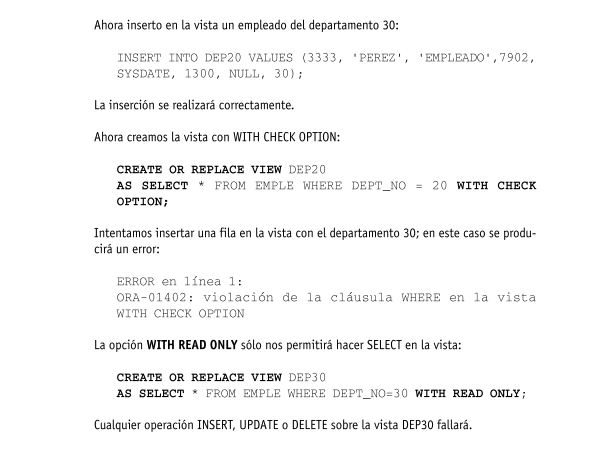 Ahora inserto en la vista un empleado del departamento 30:
INSERT INTO DEP20 VALUES (3333, 'PEREZ', 'EMPLEADO',7902,
SYSDATE, 1300, NULL, 30);
La inserción se realizará correctamente.
Ahora creamos la vista con WITH CHECK OPTION:
CREATE OR REPLACE VIEW DEP20
AS SELECT * FROM EMPLE WHERE DEPT_NO = 20 WITH CHECK
OPTION;
Intentamos insertar una fila en la vista con el departamento 30; en este caso se produ-
cirá un error:
ERROR en línea 1:
ORA-01402: violación de la cláusula WHERE en la vista
WITH CHECK OPTION
La opción WITH READ ONLY sólo nos permitirá hacer SELECT en la vista:
CREATE OR REPLACE VIEW DEP30
AS SELECT * FROM EMPLE WHERE DEPT_NO=30 WITH READ ONLY;
Cualquier operación INSERT, UPDATE o DELETE sobre la vista DEP30 fallará.